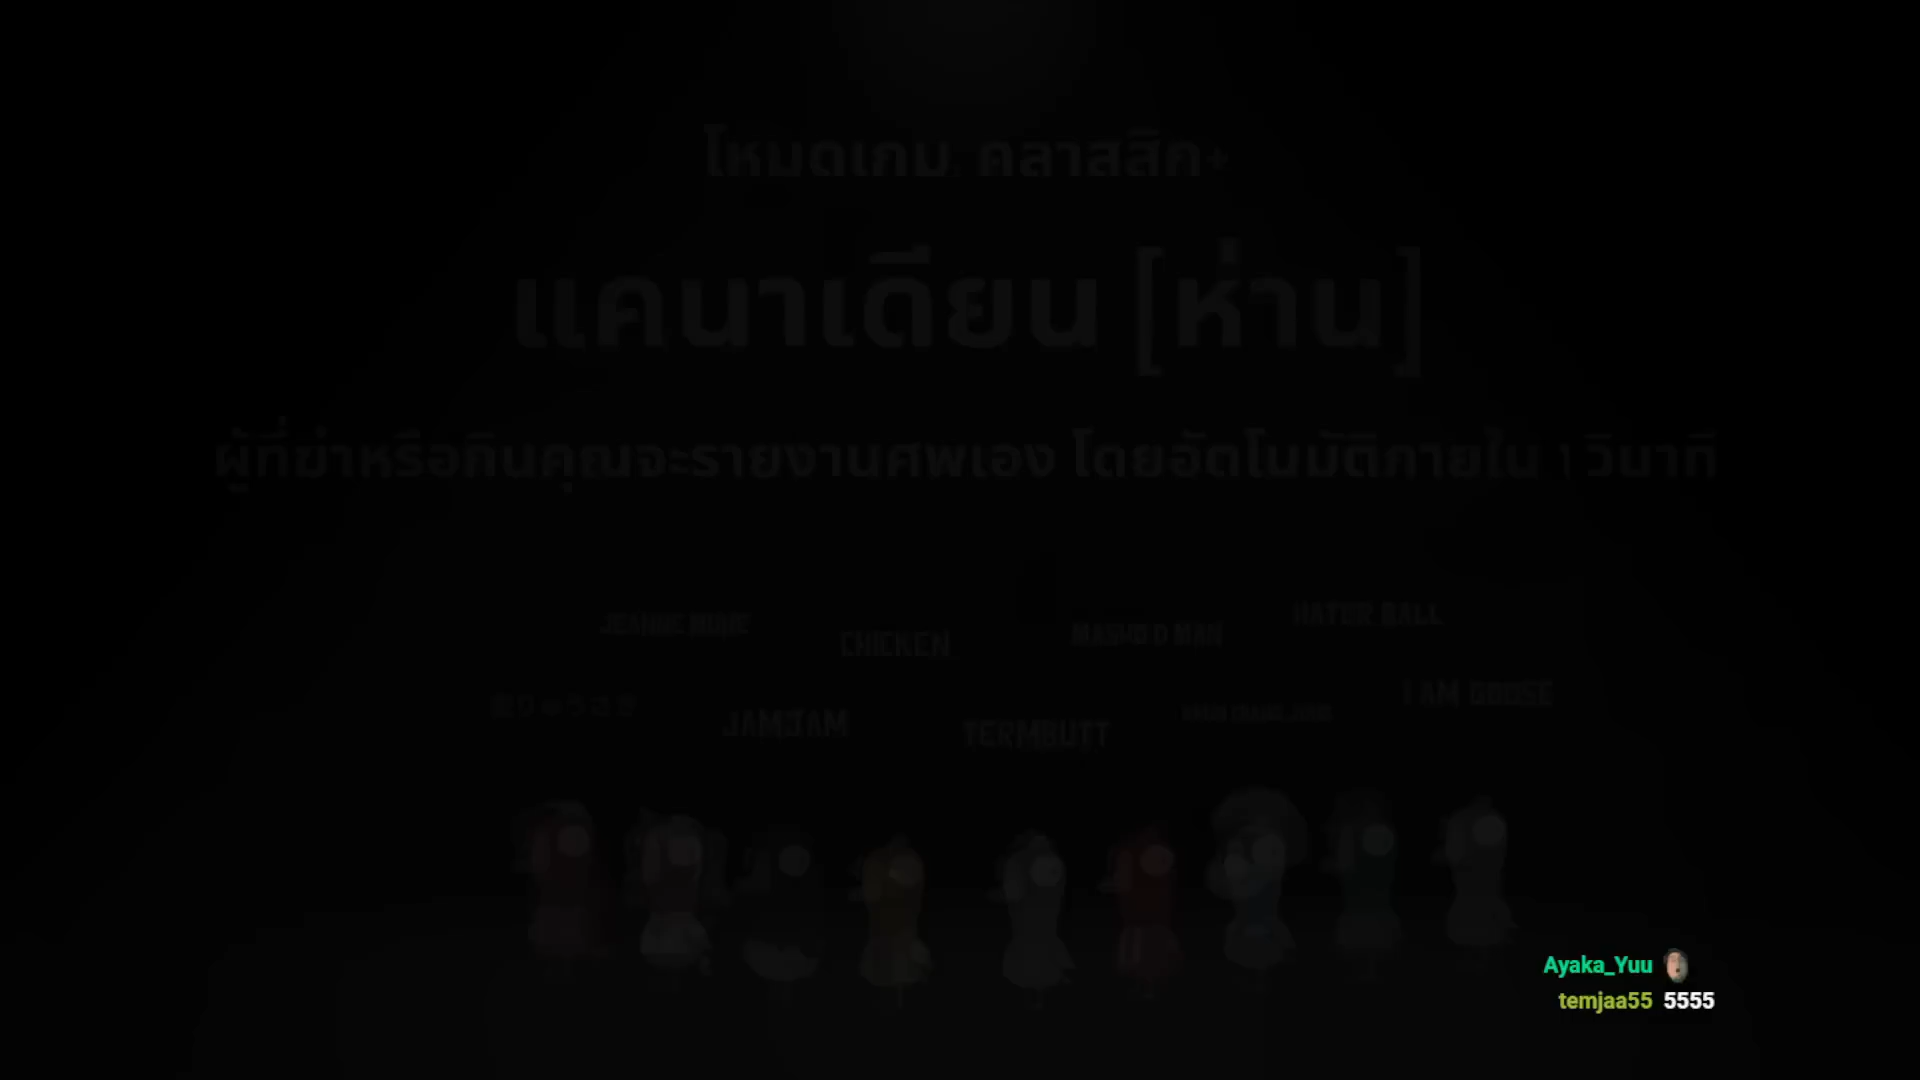 โหมดเกม: คลาสสิค+
แคนาเดียน [ห่าน]
ผู้ที่ฆ่าหรือกินคุณจะรายงานศพเอง โดยอัตโนมัติภายใน 1 วินาที
CHICKEN
I AM GOOSE
JAMJAM
TERMBUTT
Ayaka_Yuu
temjaa55 5555